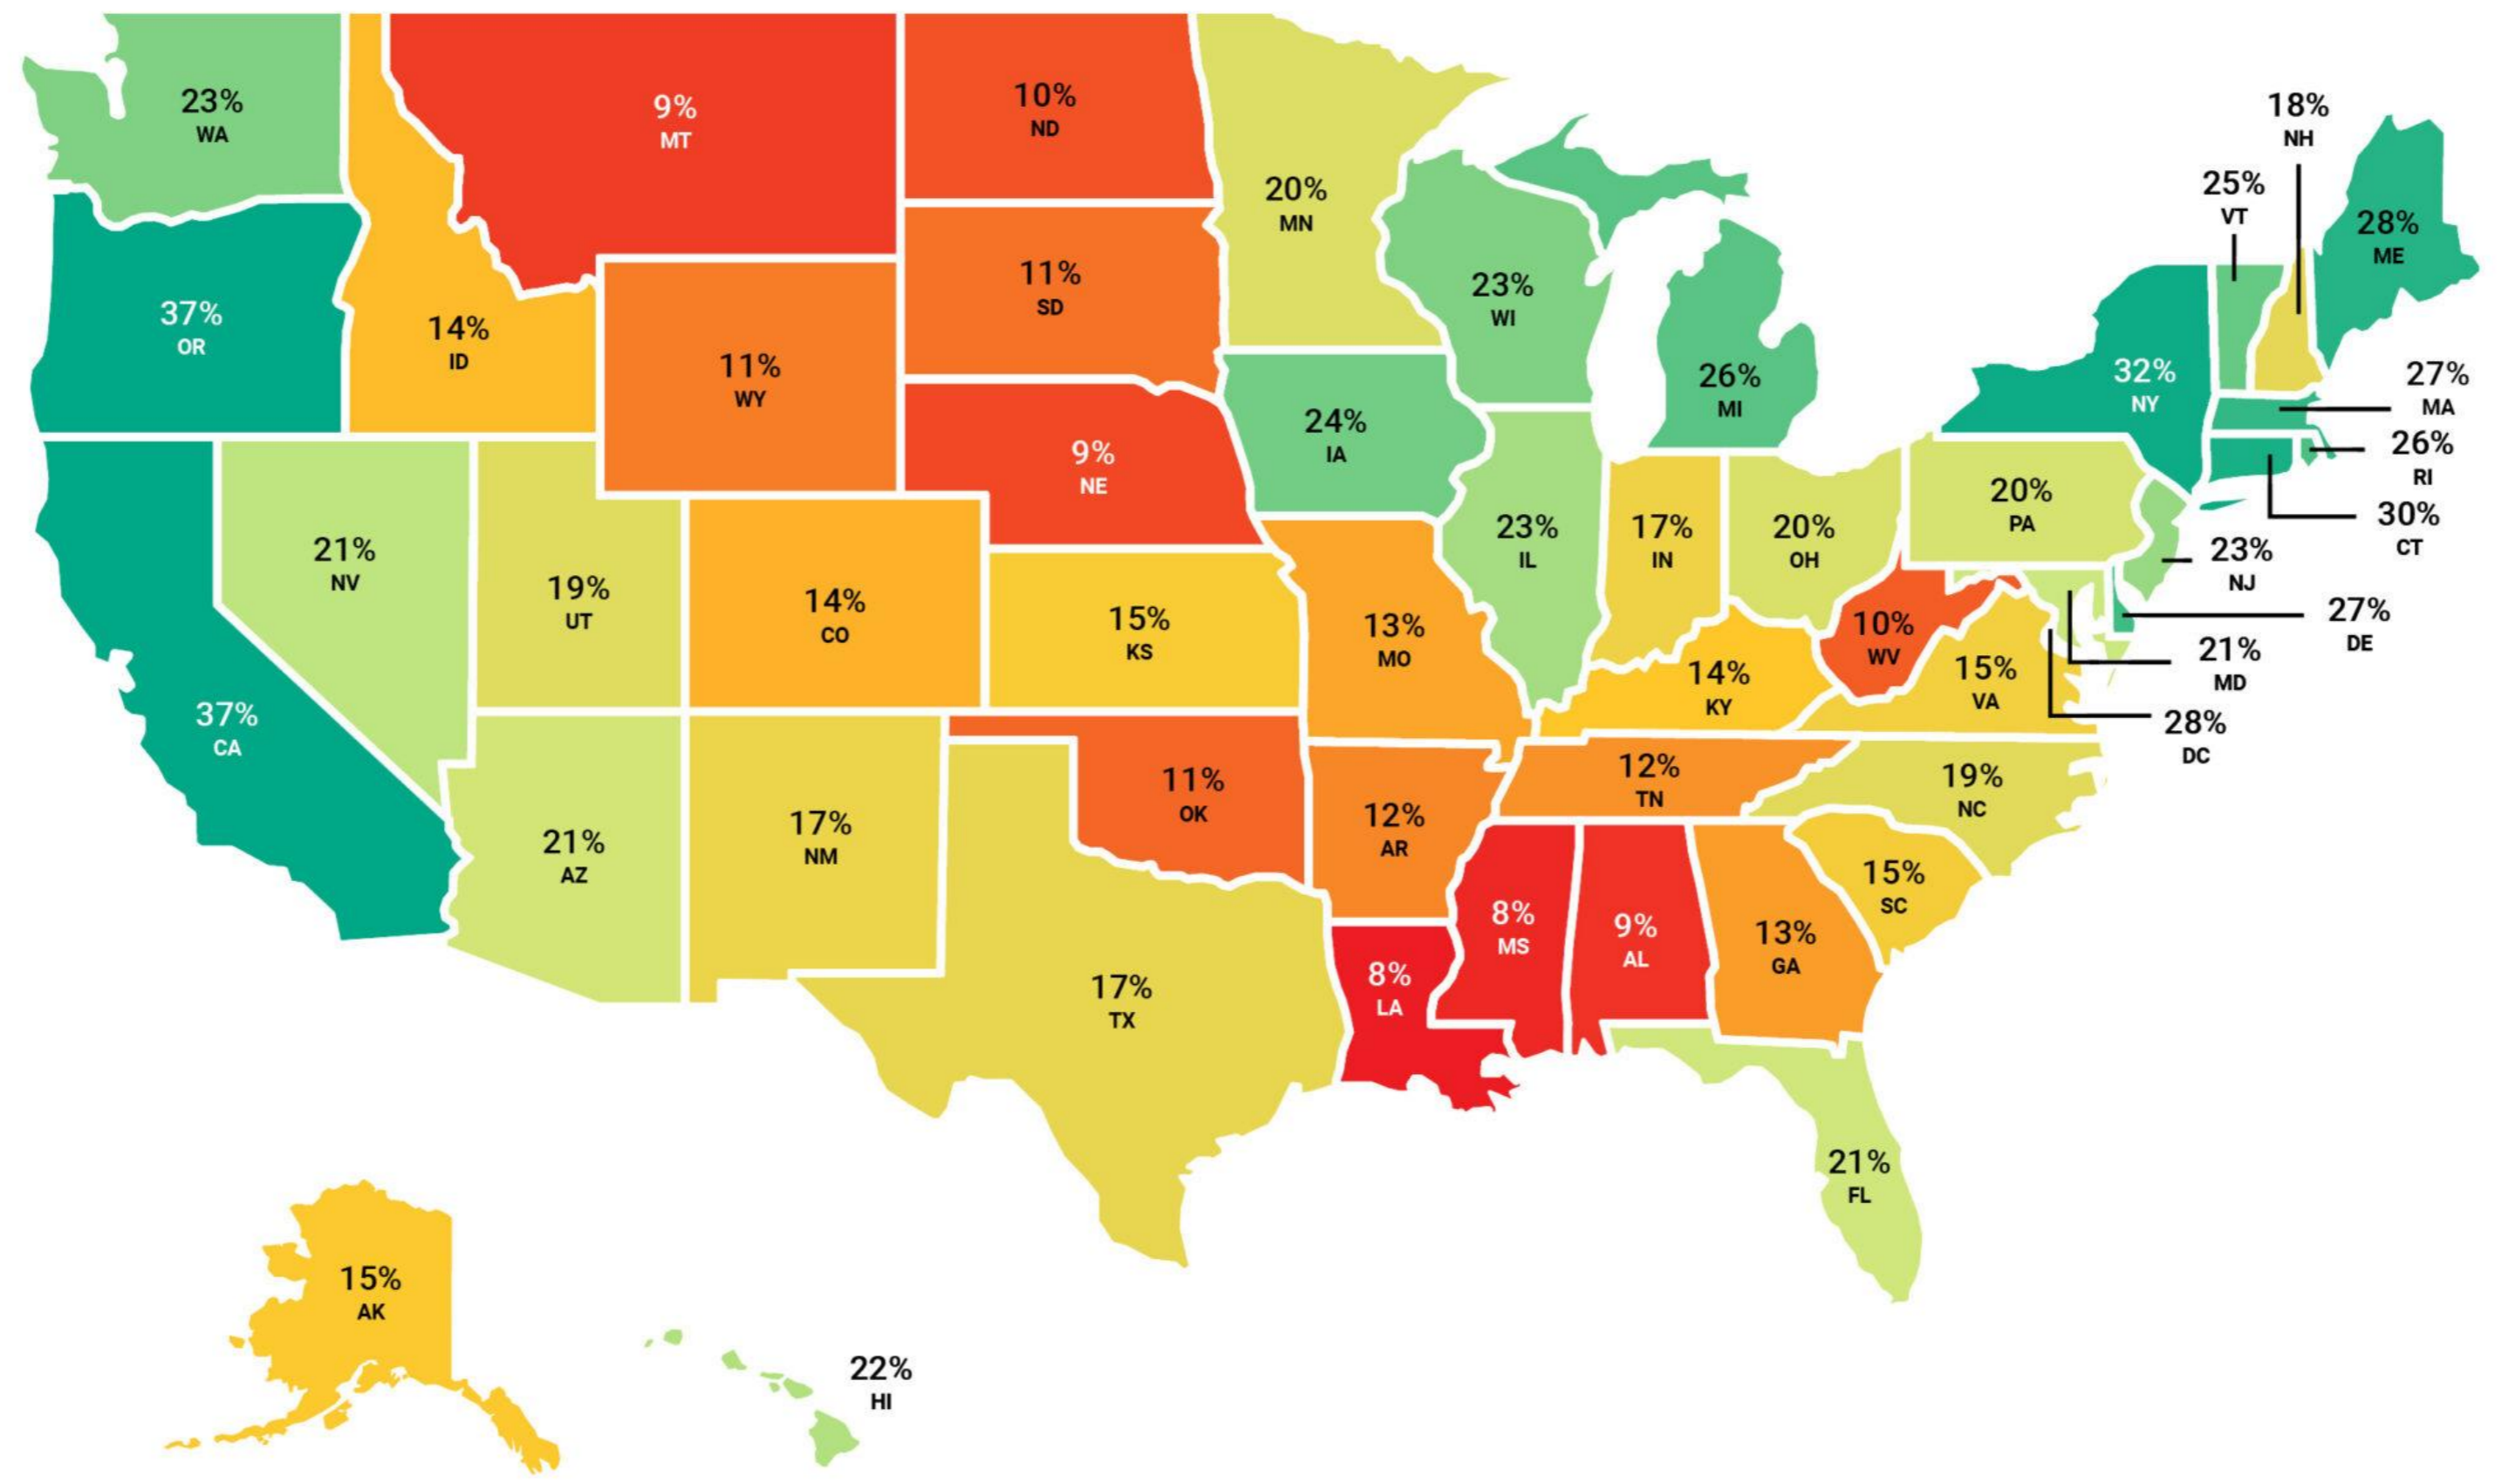 23%
WA
9%
MT
10%
ND
20%
MN
18%
NH
25%
VT
28%
ME
37%
OR
14%
ID
11%
WY
11%
SD
23%
WI
26%
MI
32%
NY
27%
MA
26%
RI
30%
CT
9%
NE
24%
IA
21%
NV
19%
UT
14%
CO
15%
KS
13%
MO
23%
IL
17%
IN
20%
OH
20%
PA
23%
NJ
27%
DE
21%
MD
28%
DC
10%
WV
15%
VA
14%
KY
37%
CA
21%
AZ
17%
NM
11%
OK
12%
AR
12%
TN
19%
NC
15%
SC
17%
TX
8%
LA
8%
MS
9%
AL
13%
GA
21%
FL
15%
AK
22%
HI